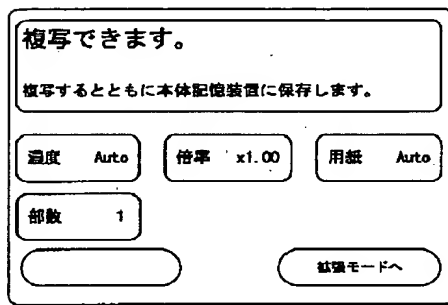 複写できます。
複写するとともに本体記憶装置に保存します。
濃度 Auto 倍率 x1.00 用紙 Auto
部数 1
拡張モードへ